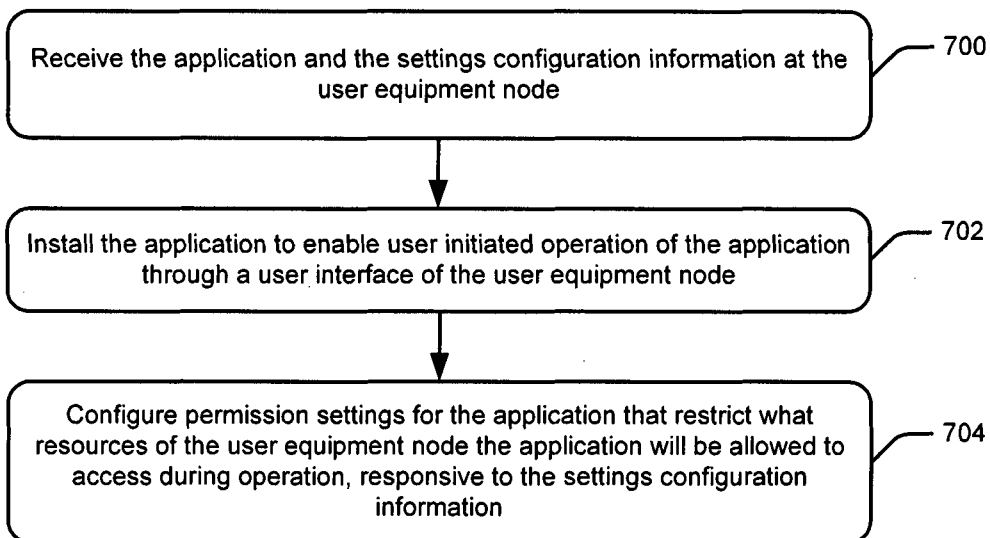 Receive the application and the settings configuration information at the
user equipment node
700
Install the application to enable user initiated operation of the application
through a user interface of the user equipment node
702
Configure permission settings for the application that restrict what
resources of the user equipment node the application will be allowed to
access during operation, responsive to the settings configuration
information
704